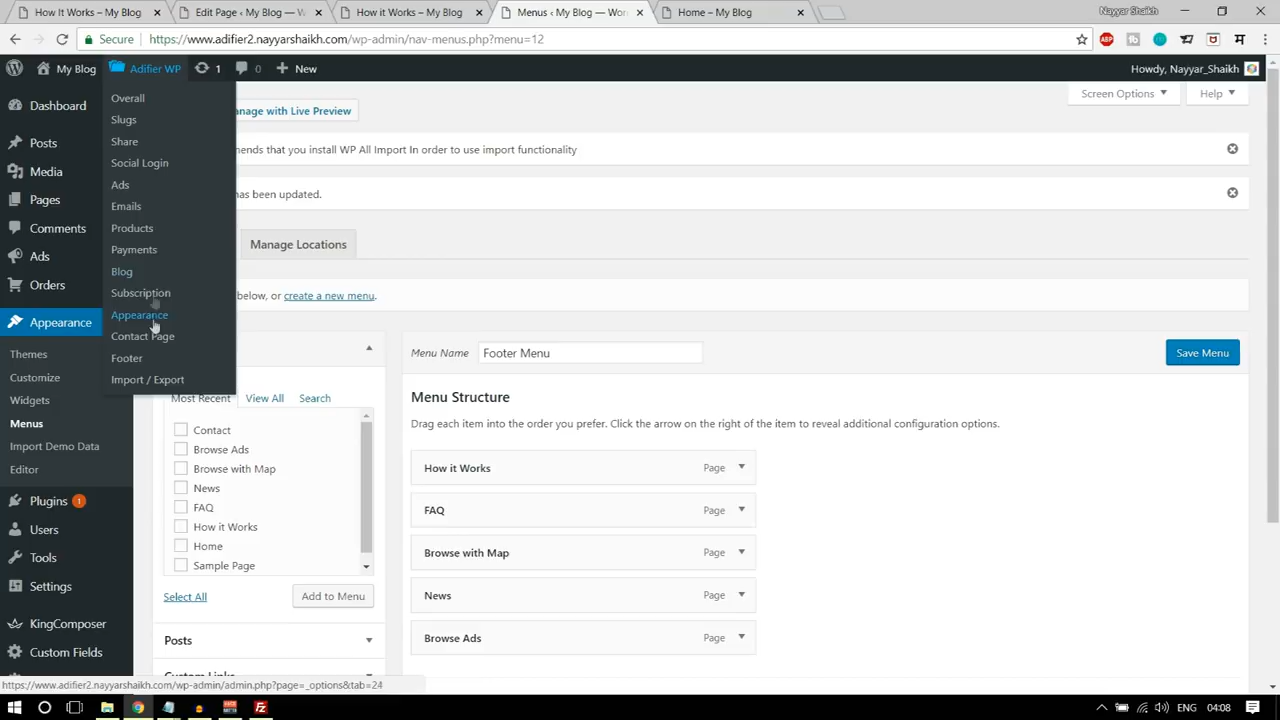 How It Works – My Blog
Edit Page ‹ My Blog — W
How it Works – My Blog
Menus ‹ My Blog — Wor
Home – My Blog
Nayyar Shaikh
Secure
https://www.adifier2.nayyarshaikh.com/wp-admin/nav-menus.php?menu=12
ABP
My Blog
Adifier WP
1
0
New
Howdy, Nayyar_Shaikh
Dashboard
Posts
Media
Pages
Comments
Ads
Orders
Appearance
Themes
Customize
Widgets
Menus
Import Demo Data
Editor
Plugins 1
Users
Tools
Settings
KingComposer
Custom Fields
Overall
Slugs
Share
Social Login
Ads
Emails
Products
Payments
Blog
Subscription
Appearance
Contact Page
Footer
Import / Export
anage with Live Preview
Screen Options
Help
ends that you install WP All Import In order to use import functionality
has been updated.
Manage Locations
below, or create a new menu.
Most Recent
View All
Search
Contact
Browse Ads
Browse with Map
News
FAQ
How it Works
Home
Sample Page
Select All
Add to Menu
Posts
Custom Links
Menu Name
Footer Menu
Save Menu
Menu Structure
Drag each item into the order you prefer. Click the arrow on the right of the item to reveal additional configuration options.
How it Works Page
FAQ Page
Browse with Map Page
News Page
Browse Ads Page
https://www.adifier2.nayyarshaikh.com/wp-admin/admin.php?page=_options&tab=24
ENG
04:08